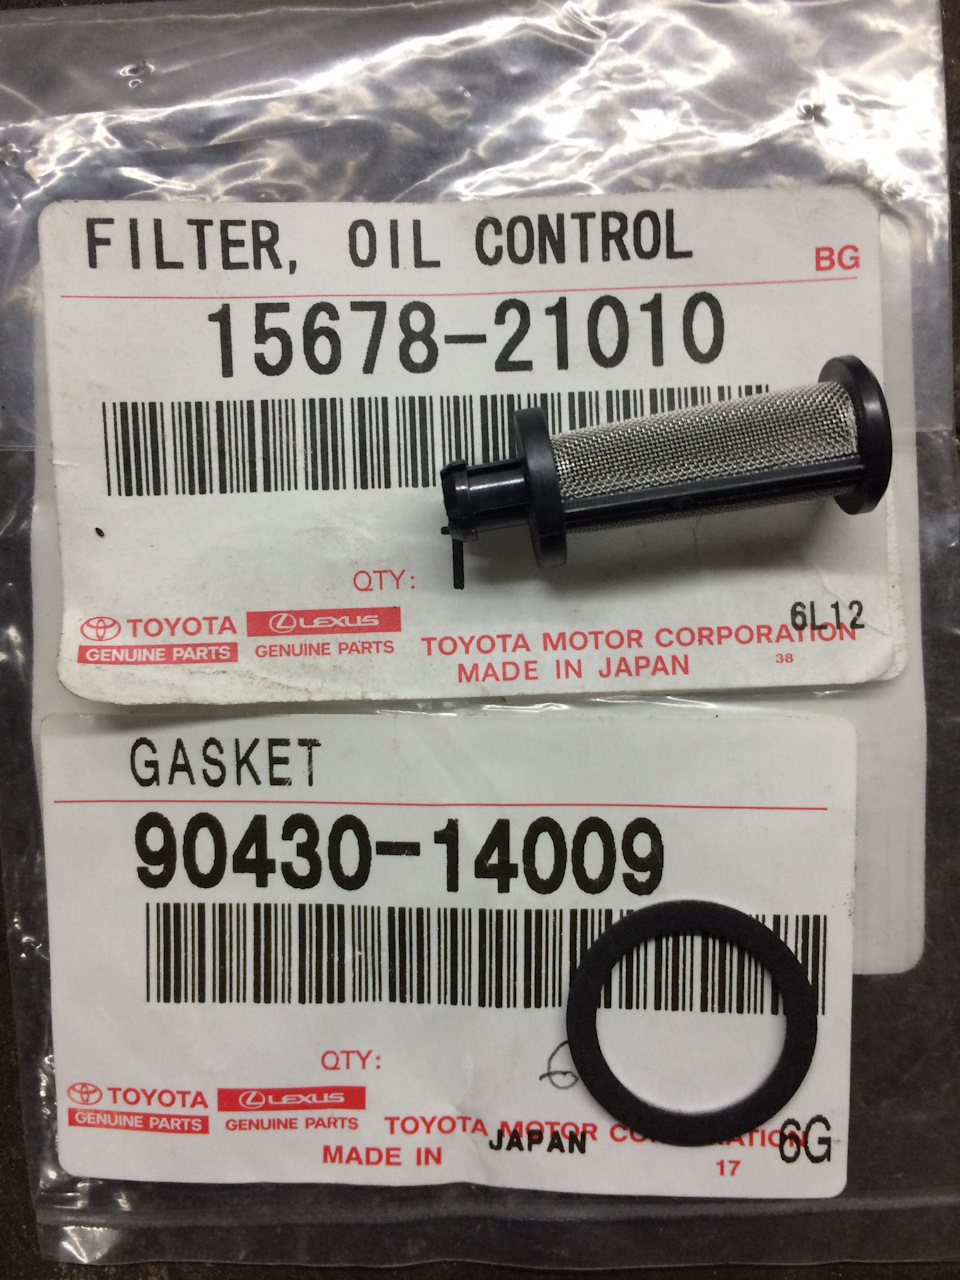 FILTER, OIL CONTROL
BG
15678-21010
QTY:
6L12
TOYOTA
GENUINE PARTS
LEXUS
GENUINE PARTS
TOYOTA MOTOR CORPORATION
MADE IN JAPAN
38
GASKET
90430-14009
QTY:
6
TOYOTA
GENUINE PARTS
LEXUS
GENUINE PARTS
TOYOTA MOTOR CORPORATION
MADE IN JAPAN
6G
17